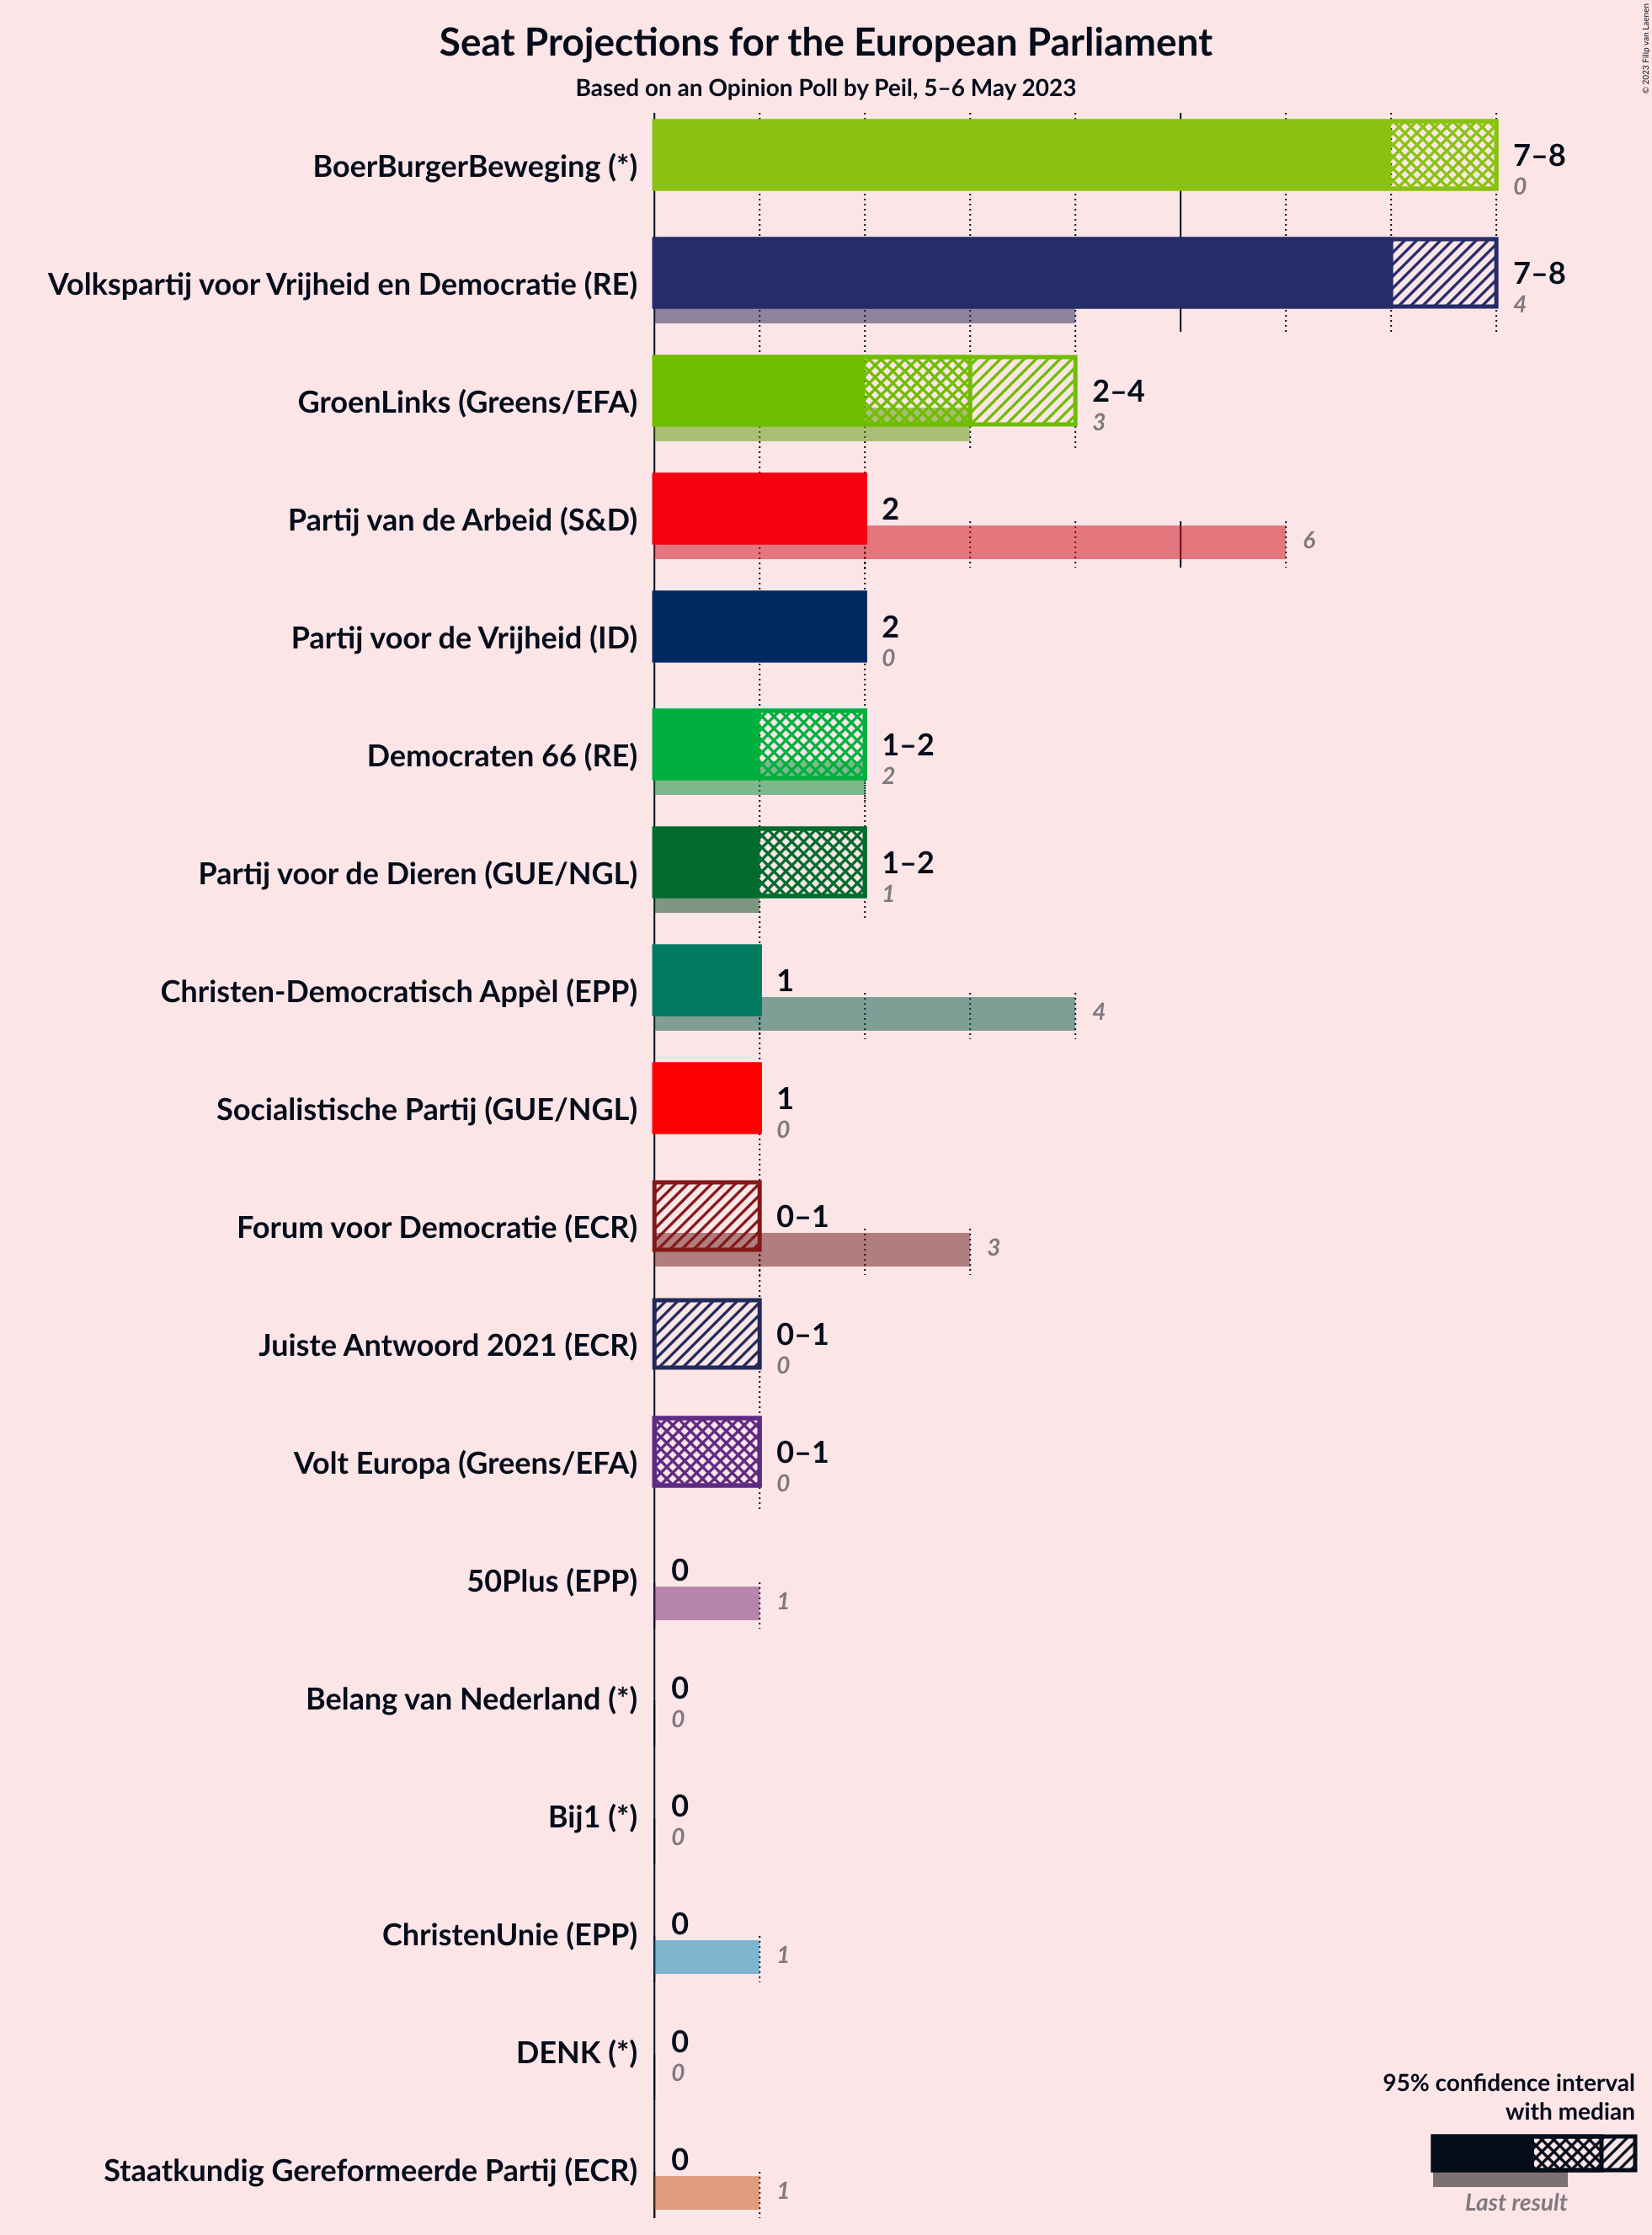 Seat Projections for the European Parliament
Based on an Opinion Poll by Peil, 5–6 May 2023
© 2023 Filip van Laenen
BoerBurgerBeweging (*)
7–8
0
Volkspartij voor Vrijheid en Democratie (RE)
7–8
4
GroenLinks (Greens/EFA)
2–4
3
Partij van de Arbeid (S&D)
2
6
Partij voor de Vrijheid (ID)
2
0
Democraten 66 (RE)
1–2
2
Partij voor de Dieren (GUE/NGL)
1–2
1
Christen-Democratisch Appèl (EPP)
1
4
Socialistische Partij (GUE/NGL)
1
0
Forum voor Democratie (ECR)
0–1
3
Juiste Antwoord 2021 (ECR)
0–1
0
Volt Europa (Greens/EFA)
0–1
0
50Plus (EPP)
0
1
Belang van Nederland (*)
0
0
Bij1 (*)
0
0
ChristenUnie (EPP)
0
1
DENK (*)
0
0
Staatkundig Gereformeerde Partij (ECR)
0
1
95% confidence interval
with median
Last result